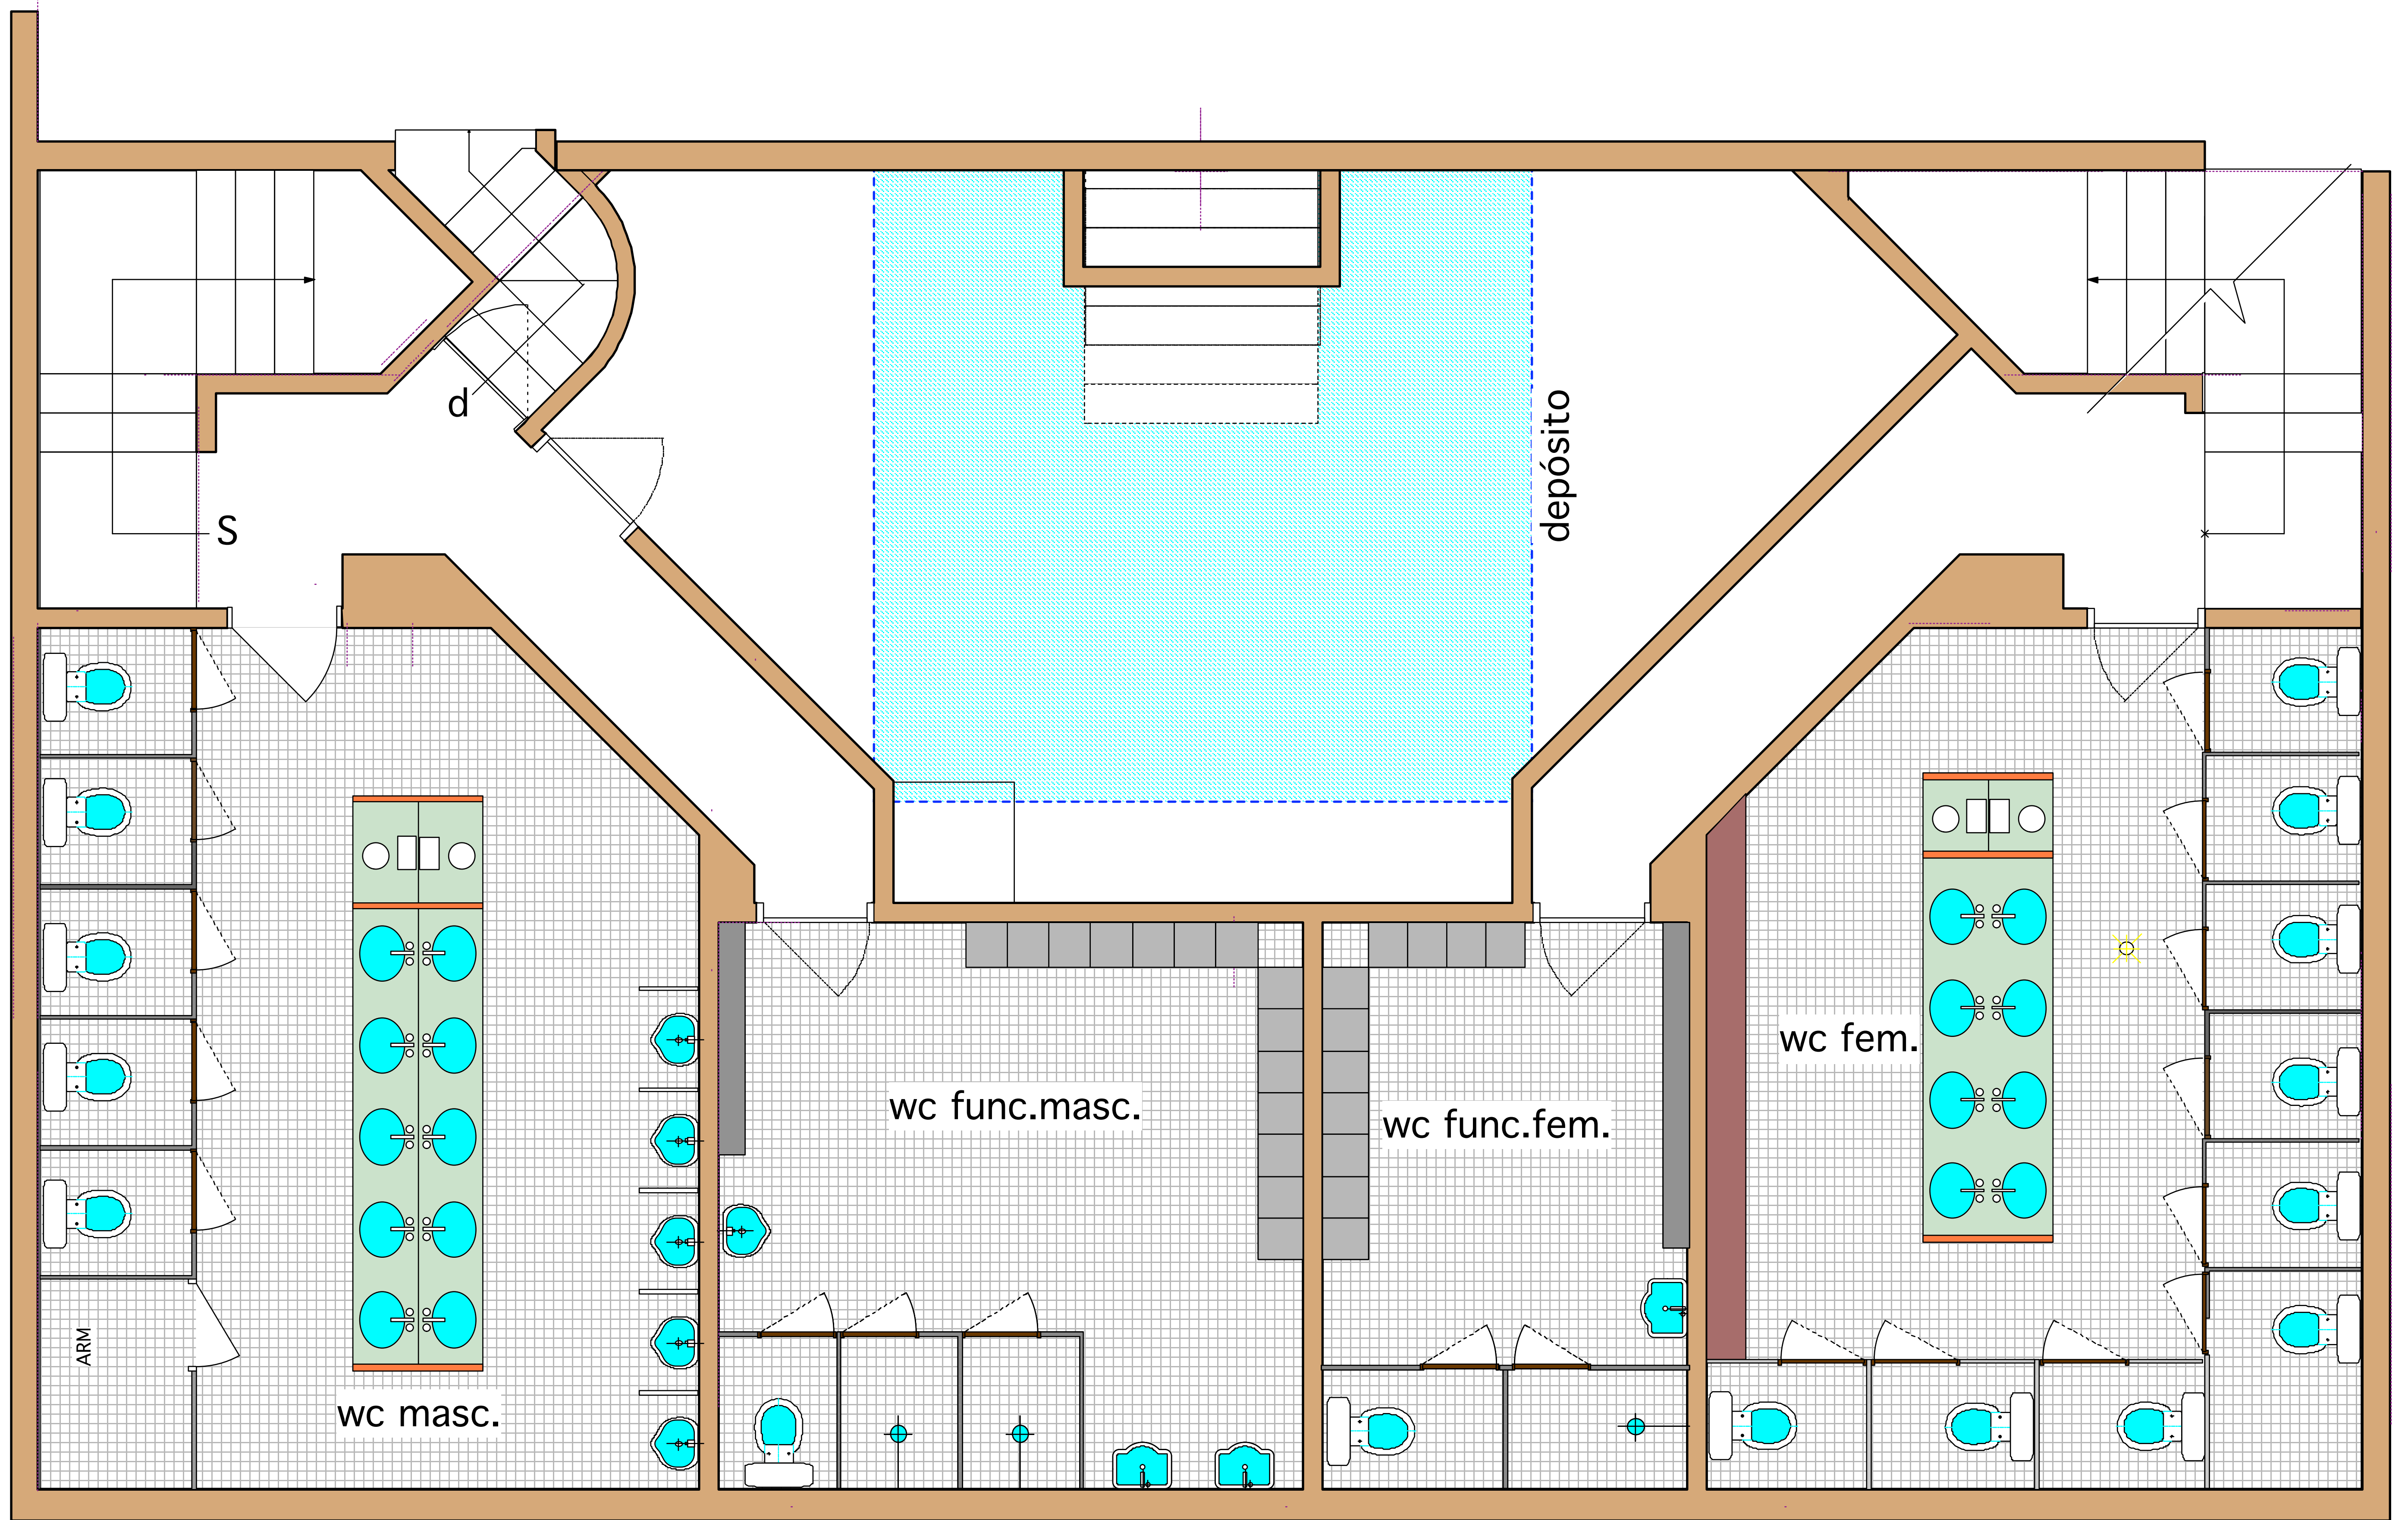 d
depósito
S
wc fem.
wc func.masc.
wc func.fem.
ARM
wc masc.